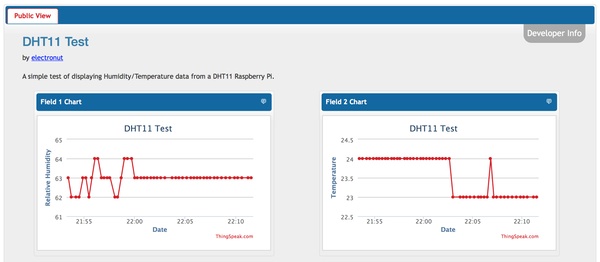 Public View
Developer Info
DHT11 Test
by electronut
A simple test of displaying Humidity/Temperature data from a DHT11 Raspberry Pi.
Field 1 Chart
DHT11 Test
Relative Humidity
65
64
63
62
61
21:55
22:00
22:05
22:10
Date
ThingSpeak.com
Field 2 Chart
DHT11 Test
Temperature
24.5
24
23.5
23
22.5
21:55
22:00
22:05
22:10
Date
ThingSpeak.com